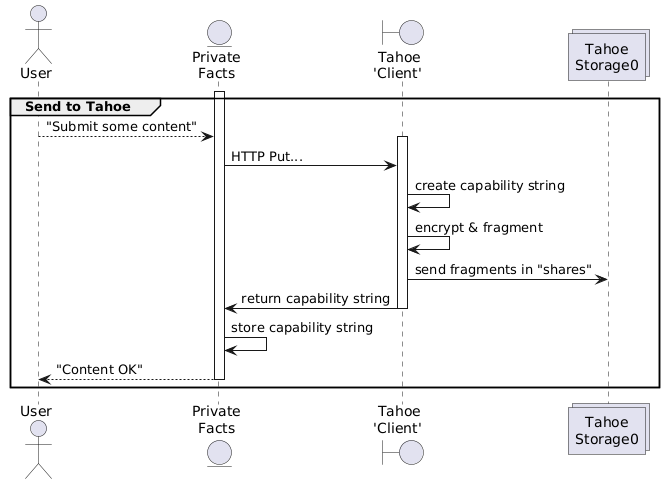 User
Private
Facts
Tahoe
'Client'
Tahoe
Storage0
Send to Tahoe
"Submit some content"
HTTP Put...
create capability string
encrypt & fragment
send fragments in "shares"
return capability string
store capability string
"Content OK"
User
Private
Facts
Tahoe
'Client'
Tahoe
Storage0